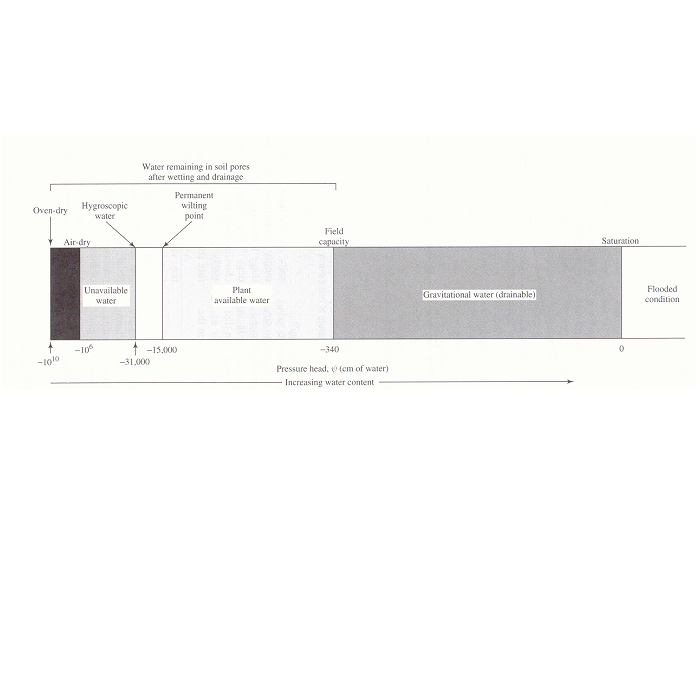 Water remaining in soil pores
after wetting and drainage
Permanent
wilting
point
Hygroscopic
water
Oven-dry
Air-dry
Field
capacity
Saturation
Unavailable
water
Plant
available water
Gravitational water (drainable)
Flooded
condition
−10¹⁰
−10⁶
−31,000
−15,000
−340
0
Pressure head, ψ (cm of water)
Increasing water content